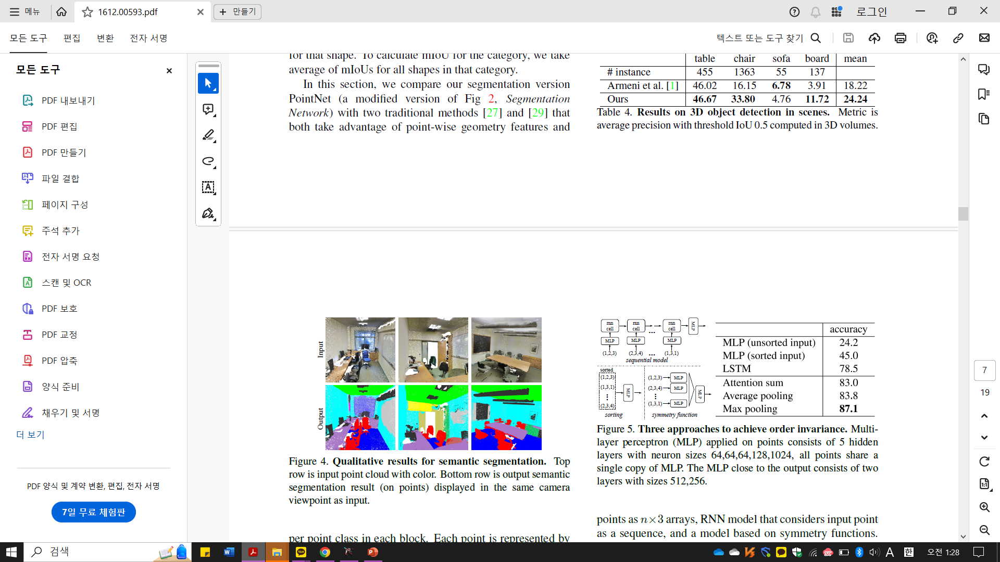 메뉴
1612.00593.pdf
만들기
로그인
모든 도구
편집
변환
전자 서명
텍스트 또는 도구 찾기
모든 도구
PDF 내보내기
PDF 편집
PDF 만들기
파일 결합
페이지 구성
주석 추가
전자 서명 요청
스캔 및 OCR
PDF 보호
PDF 교정
PDF 압축
양식 준비
채우기 및 서명
더 보기
PDF 양식 및 계약 변환, 편집, 전자 서명
7일 무료 체험판
for that shape. To calculate mIoU for the category, we take
average of mIoUs for all shapes in that category.
In this section, we compare our segmentation version
PointNet (a modified version of Fig 2, Segmentation
Network) with two traditional methods [27] and [29] that
both take advantage of point-wise geometry features and
table chair sofa board mean
# instance 455 1363 55 137
Armeni et al. [1] 46.02 16.15 6.78 3.91 18.22
Ours 46.67 33.80 4.76 11.72 24.24
Table 4. Results on 3D object detection in scenes. Metric is
average precision with threshold IoU 0.5 computed in 3D volumes.
Input
Output
Figure 4. Qualitative results for semantic segmentation. Top
row is input point cloud with color. Bottom row is output semantic
segmentation result (on points) displayed in the same camera
viewpoint as input.
per point class in each block. Each point is represented by
rnn cell rnn cell ... rnn cell MLP
MLP MLP MLP
(1,2,3) (2,3,4) ... (1,3,1)
sequential model
sorted
(1,2,3)
(1,3,1)
(2,3,4)
MLP
sorting
(1,2,3) MLP
(2,3,4) MLP
(1,3,1) MLP
MLP
symmetry function
accuracy
MLP (unsorted input) 24.2
MLP (sorted input) 45.0
LSTM 78.5
Attention sum 83.0
Average pooling 83.8
Max pooling 87.1
Figure 5. Three approaches to achieve order invariance. Multi-
layer perceptron (MLP) applied on points consists of 5 hidden
layers with neuron sizes 64,64,64,128,1024, all points share a
single copy of MLP. The MLP close to the output consists of two
layers with sizes 512,256.
points as n×3 arrays, RNN model that considers input point
as a sequence, and a model based on symmetry functions.
7
19
1:1
검색
A
한
오전 1:28